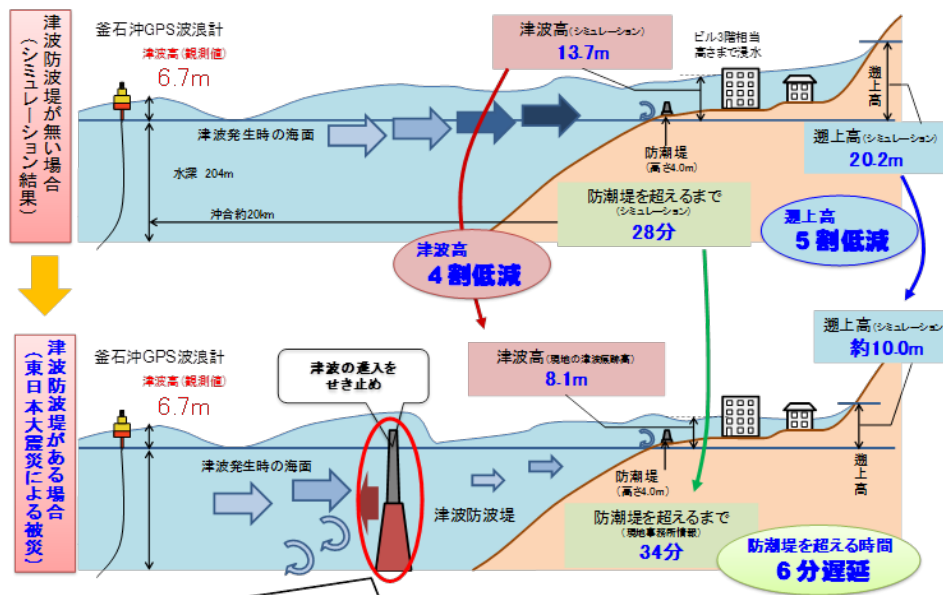 津波防波堤が無い場合
(シミュレーション結果)
釜石沖GPS波浪計
津波高(観測値)
6.7m
津波高(シミュレーション)
13.7m
ビル3階相当
高さまで浸水
遡上高
津波発生時の海面
防潮堤
(高さ4.0m)
遡上高(シミュレーション)
20.2m
水深 204m
沖合約20km
防潮堤を超えるまで
(シミュレーション)
28分
津波高
4割低減
遡上高
5割低減
津波防波堤がある場合
(東日本大震災による被災)
釜石沖GPS波浪計
津波高(観測値)
6.7m
津波の進入を
せき止め
津波高(現地の津波痕跡高)
8.1m
遡上高(シミュレーション)
約10.0m
津波発生時の海面
津波防波堤
防潮堤
(高さ4.0m)
遡上高
防潮堤を超えるまで
(現地事務所情報)
34分
防潮堤を超える時間
6分遅延